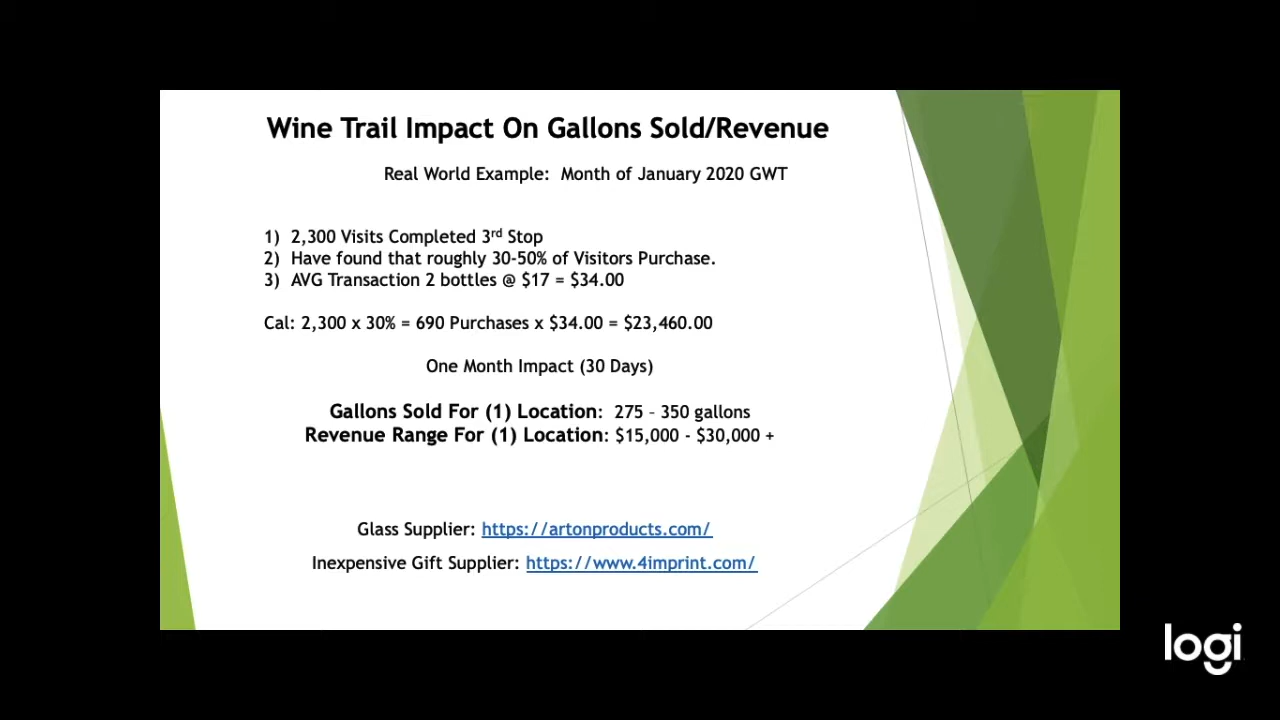 Wine Trail Impact On Gallons Sold/Revenue
Real World Example: Month of January 2020 GWT
1) 2,300 Visits Completed 3rd Stop
2) Have found that roughly 30-50% of Visitors Purchase.
3) AVG Transaction 2 bottles @ $17 = $34.00
Cal: 2,300 x 30% = 690 Purchases x $34.00 = $23,460.00
One Month Impact (30 Days)
Gallons Sold For (1) Location: 275 – 350 gallons
Revenue Range For (1) Location: $15,000 - $30,000 +
Glass Supplier: https://artonproducts.com/
Inexpensive Gift Supplier: https://www.4imprint.com/
logi